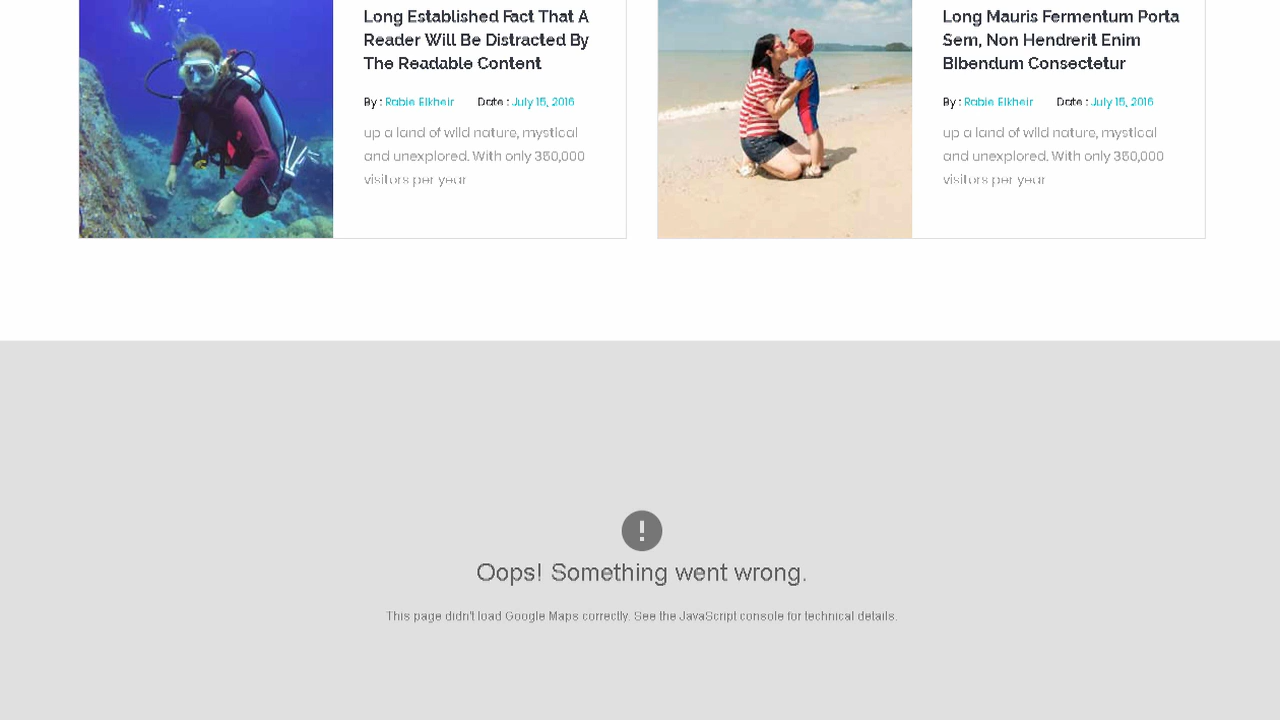 Long Established Fact That A
Reader Will Be Distracted By
The Readable Content
By : Rabie Elkheir Date : July 15, 2016
up a land of wild nature, mystical
and unexplored. With only 350,000
visitors per year
Long Mauris Fermentum Porta
Sem, Non Hendrerit Enim
Bibendum Consectetur
By : Rabie Elkheir Date : July 15, 2016
up a land of wild nature, mystical
and unexplored. With only 350,000
visitors per year
Oops! Something went wrong.
This page didn't load Google Maps correctly. See the JavaScript console for technical details.